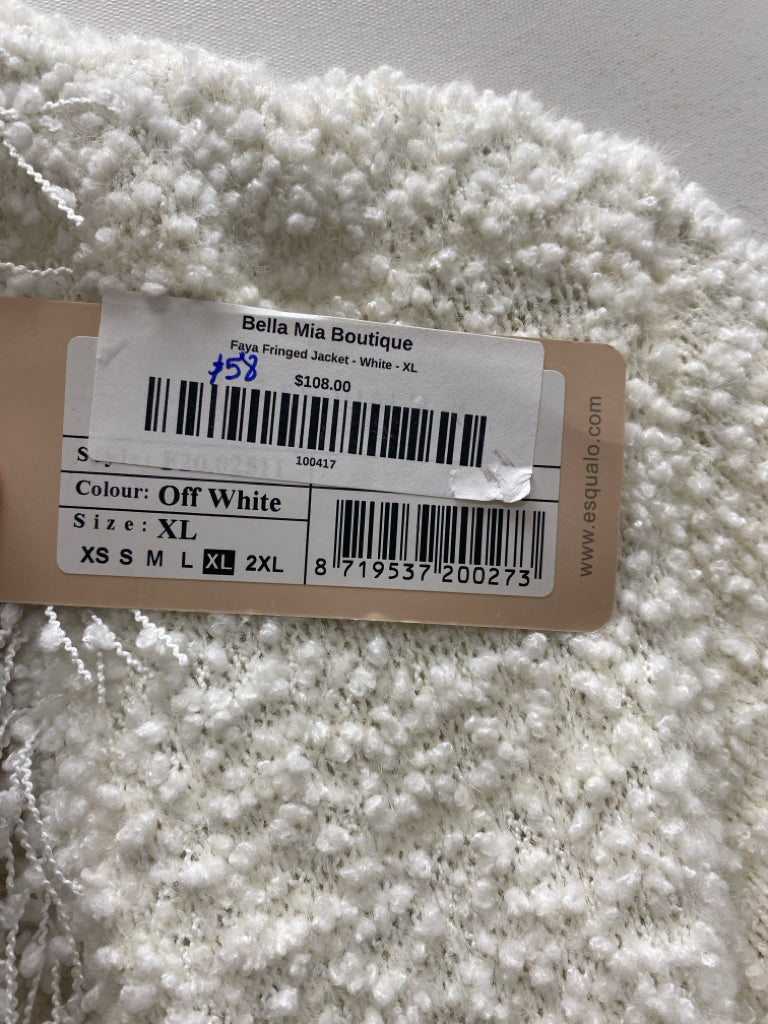 Bella Mia Boutique
Faya Fringed Jacket - White - XL
$58
$108.00
100417
Colour: Off White
Size: XL
XS S M L XL 2XL
8 719537 200273
www.esqualo.com